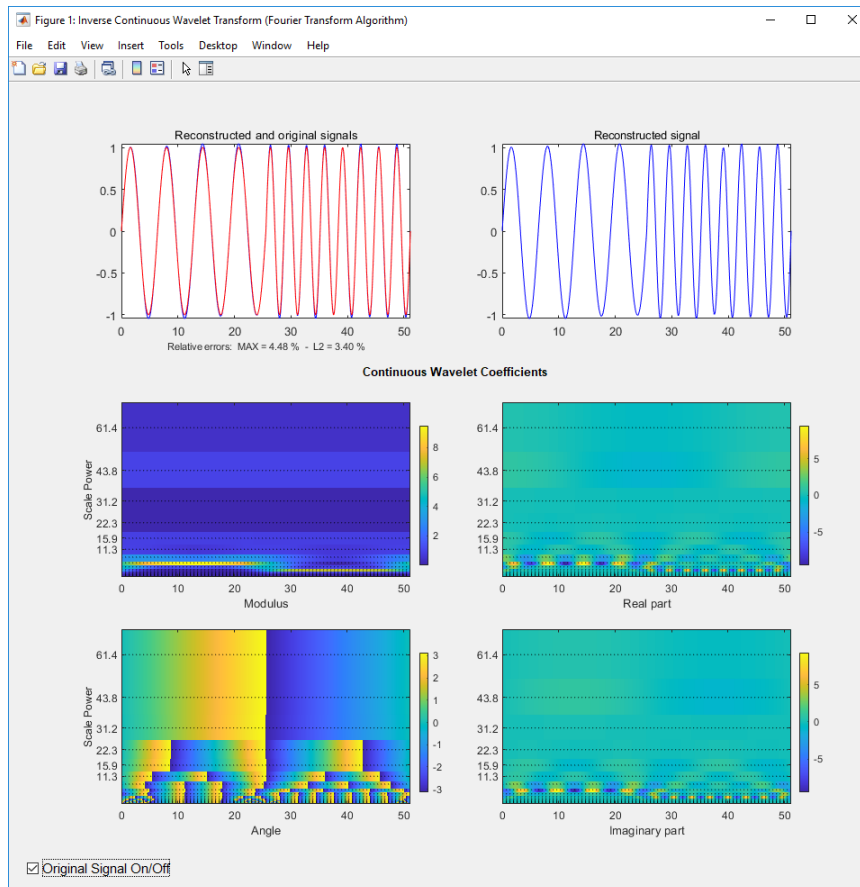 Figure 1: Inverse Continuous Wavelet Transform (Fourier Transform Algorithm)
File Edit View Insert Tools Desktop Window Help
Reconstructed and original signals
1
0.5
0
-0.5
-1
0 10 20 30 40 50
Relative errors: MAX = 4.48 % - L2 = 3.40 %
Reconstructed signal
1
0.5
0
-0.5
-1
0 10 20 30 40 50
Continuous Wavelet Coefficients
Scale Power
61.4
43.8
31.2
22.3
15.9
11.3
0 10 20 30 40 50
Modulus
8
6
4
2
61.4
43.8
31.2
22.3
15.9
11.3
0 10 20 30 40 50
Real part
5
0
-5
Scale Power
61.4
43.8
31.2
22.3
15.9
11.3
0 10 20 30 40 50
Angle
3
2
1
0
-1
-2
-3
61.4
43.8
31.2
22.3
15.9
11.3
0 10 20 30 40 50
Imaginary part
5
0
-5
Original Signal On/Off